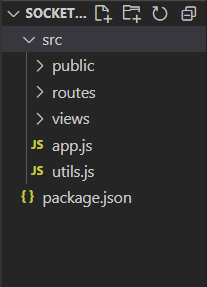 SOCKET...
src
public
routes
views
JS app.js
JS utils.js
{} package.json